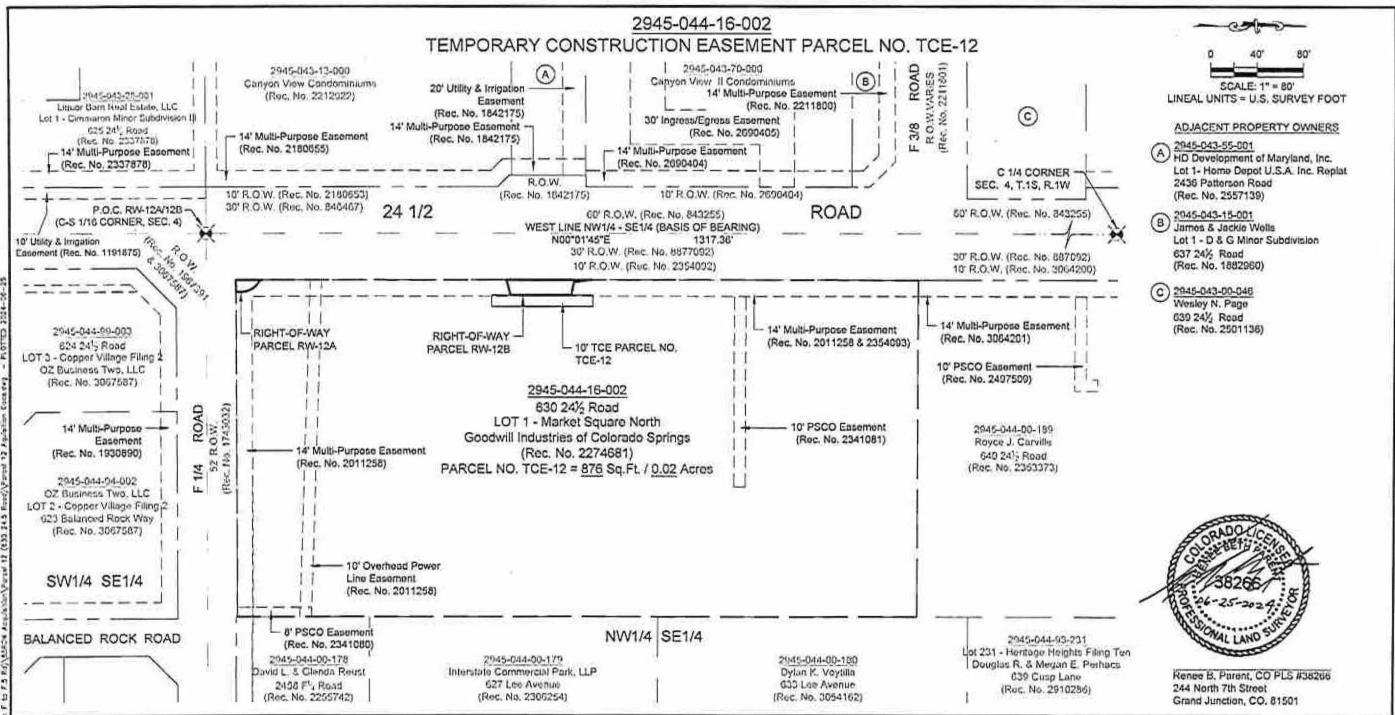 2945-044-16-002
TEMPORARY CONSTRUCTION EASEMENT PARCEL NO. TCE-12
2945-043-13-000
Canyon View Condominiums
(Rec. No. 2212022)
Liquor Barn Real Estate, LLC
Lot 1 - Cimmaron Minor Subdivision III
625 24½ Road
(Rec. No. 2337878)
14' Multi-Purpose Easement
(Rec. No. 2337878)
14' Multi-Purpose Easement
(Rec. No. 2180655)
20' Utility & Irrigation
Easement
(Rec. No. 1842175)
14' Multi-Purpose Easement
(Rec. No. 1842175)
A
2945-043-70-000
Canyon View II Condominiums
14' Multi-Purpose Easement
(Rec. No. 2211800)
30' Ingress/Egress Easement
(Rec. No. 2690405)
14' Multi-Purpose Easement
(Rec. No. 2690404)
B
F 3/8 ROAD
R.O.W. VARIES
(Rec. No. 2211801)
C
C 1/4 CORNER
SEC. 4, T.1S, R.1W
0 40' 80'
SCALE: 1" = 80'
LINEAL UNITS = U.S. SURVEY FOOT
ADJACENT PROPERTY OWNERS
A 2945-043-55-001
HD Development of Maryland, Inc.
Lot 1- Home Depot U.S.A. Inc. Replat
2436 Patterson Road
(Rec. No. 2557139)
B 2945-043-15-001
James & Jackie Wells
Lot 1 - D & G Minor Subdivision
637 24½ Road
(Rec. No. 1882960)
C 2945-043-00-046
Wesley N. Page
639 24½ Road
(Rec. No. 2501136)
R.O.W.
(Rec. No. 1842175)
10' R.O.W. (Rec. No. 2180653)
30' R.O.W. (Rec. No. 846467)
10' R.O.W. (Rec. No. 2690404)
24 1/2 ROAD
P.O.C. RW-12A/12B
(C-S 1/16 CORNER, SEC. 4)
10' Utility & Irrigation
Easement (Rec. No. 1191875)
R.O.W.
& 3067587)
60' R.O.W. (Rec. No. 843255)
60' R.O.W. (Rec. No. 843255)
WEST LINE NW1/4 - SE1/4 (BASIS OF BEARING)
N00°01'45"E 1317.36'
30' R.O.W. (Rec. No. 887092)
10' R.O.W. (Rec. No. 2354092)
30' R.O.W. (Rec. No. 887092)
10' R.O.W. (Rec. No. 3064200)
RIGHT-OF-WAY
PARCEL RW-12A
RIGHT-OF-WAY
PARCEL RW-12B
10' TCE PARCEL NO.
TCE-12
14' Multi-Purpose Easement
(Rec. No. 2011258 & 2354093)
14' Multi-Purpose Easement
(Rec. No. 3064201)
10' PSCO Easement
(Rec. No. 2407509)
2945-044-99-003
624 24½ Road
LOT 3 - Copper Village Filing 2
OZ Business Two, LLC
(Rec. No. 3067587)
14' Multi-Purpose
Easement
(Rec. No. 1930890)
2945-044-94-002
OZ Business Two, LLC
LOT 2 - Copper Village Filing 2
623 Balanced Rock Way
(Rec. No. 3067587)
F 1/4 ROAD
52' R.O.W.
(Rec. No. 1743032)
14' Multi-Purpose Easement
(Rec. No. 2011258)
2945-044-16-002
630 24½ Road
LOT 1 - Market Square North
Goodwill Industries of Colorado Springs
(Rec. No. 2274681)
PARCEL NO. TCE-12 = 876 Sq.Ft. / 0.02 Acres
10' PSCO Easement
(Rec. No. 2341081)
2945-044-00-189
Royce J. Carville
640 24½ Road
(Rec. No. 2353373)
SW1/4 SE1/4
10' Overhead Power
Line Easement
(Rec. No. 2011258)
BALANCED ROCK ROAD
8' PSCO Easement
(Rec. No. 2341080)
NW1/4 SE1/4
2945-044-00-178
David L. & Glenda Reust
(Rec. No. 2255742)
2945-044-00-179
Interstate Commercial Park, LLP
627 Lee Avenue
(Rec. No. 2306254)
2945-044-00-180
Dylan K. Voytilla
633 Lee Avenue
(Rec. No. 3054162)
2945-044-93-231
Lot 231 - Heritage Heights Filing Ten
Douglas R. & Megan E. Perhacs
639 Cusp Lane
(Rec. No. 2910286)
COLORADO LICENSED
RENEE BETH PARENT
38266
06-25-2024
PROFESSIONAL LAND SURVEYOR
Renee B. Parent, CO PLS #38266
244 North 7th Street
Grand Junction, CO. 81501